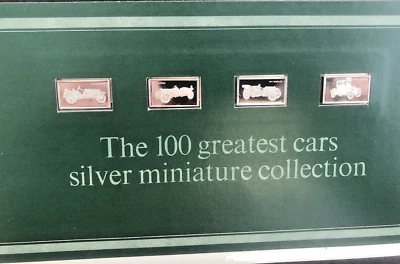 The 100 greatest cars
silver miniature collection